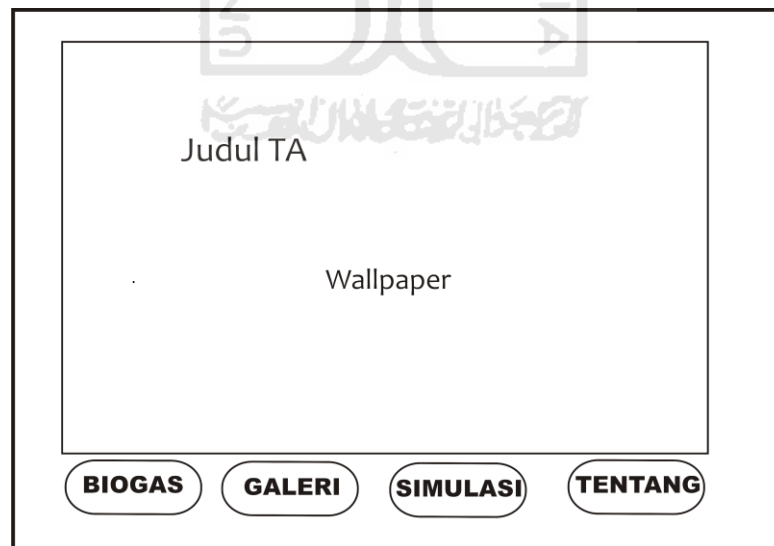 Judul TA
Wallpaper
BIOGAS
GALERI
SIMULASI
TENTANG